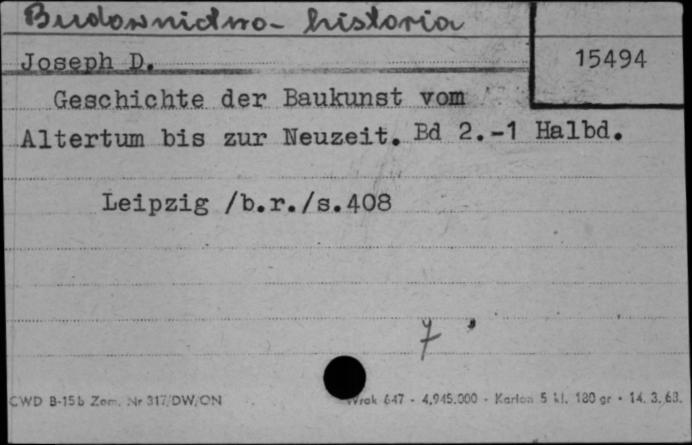 Budownictwo - historia
Joseph D.
15494
Geschichte der Baukunst vom
Altertum bis zur Neuzeit. Bd 2.-1 Halbd.
Leipzig /b.r./s.408
7
CWD B-15b Zam. Nr 317/DW/ON
647 - 4,945.000 - Karton 5 kl. 180 gr - 14. 3. 63.